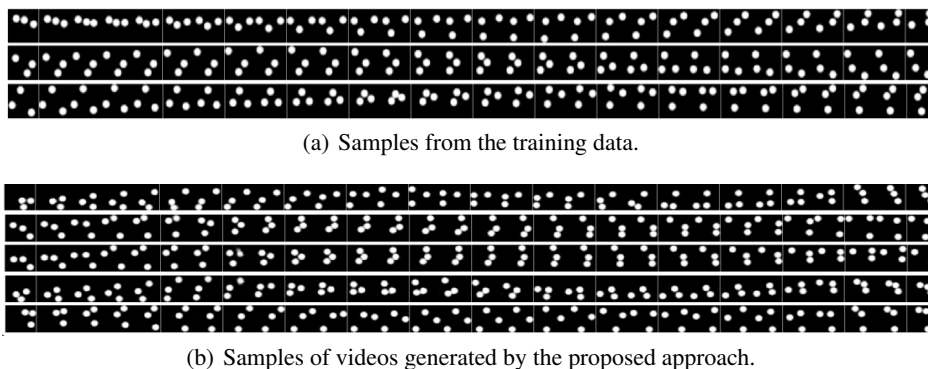 (a) Samples from the training data.
(b) Samples of videos generated by the proposed approach.